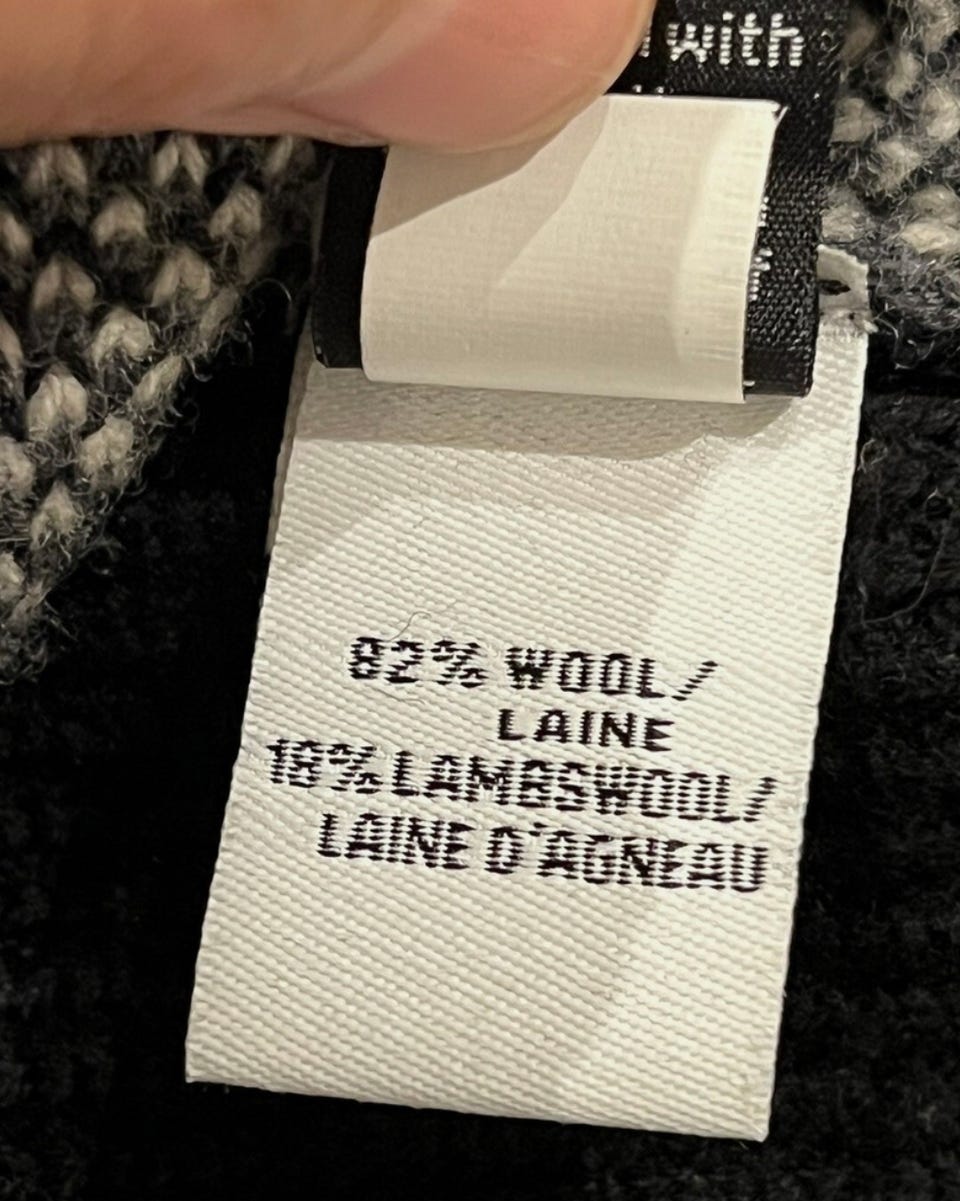 with
82% WOOL/
LAINE
18% LAMBSWOOL/
LAINE D'AGNEAU